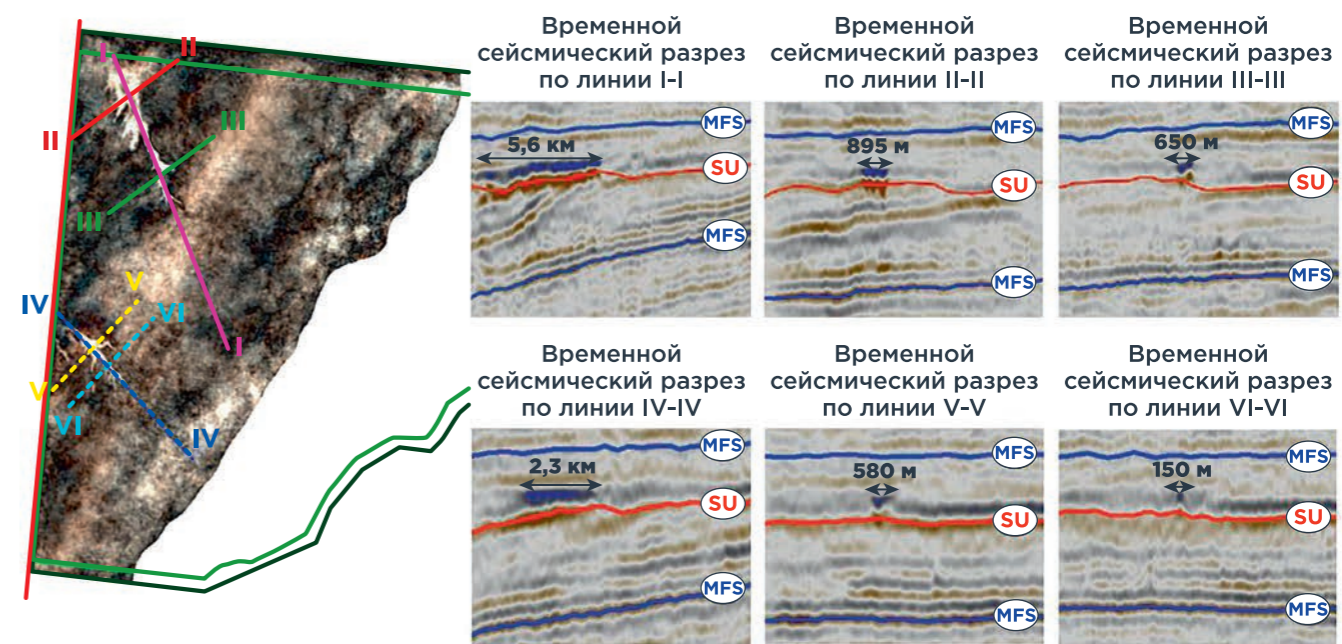 I
II
II
III
III
IV
V
VI
I
V
VI
IV
Временной
сейсмический разрез
по линии I-I
MFS
5,6 км
SU
MFS
Временной
сейсмический разрез
по линии II-II
MFS
895 м
SU
MFS
Временной
сейсмический разрез
по линии III-III
MFS
650 м
SU
MFS
Временной
сейсмический разрез
по линии IV-IV
MFS
2,3 км
SU
MFS
Временной
сейсмический разрез
по линии V-V
MFS
580 м
SU
MFS
Временной
сейсмический разрез
по линии VI-VI
MFS
150 м
SU
MFS